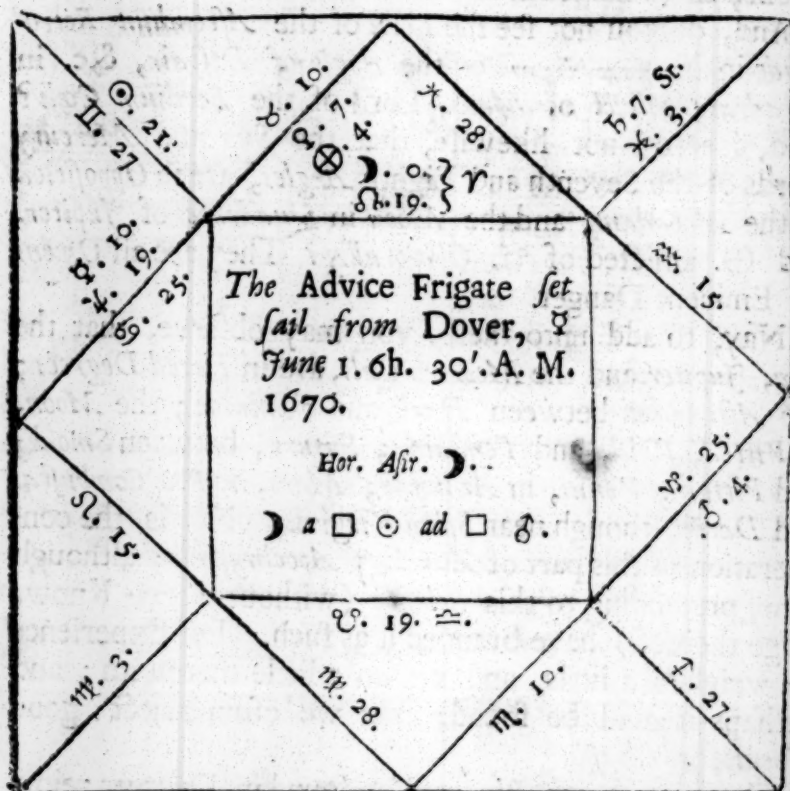 ☉. 21.
♊. 27
♉. 10.
♀. 7.
⊗. 4.
☽. 0. } ♈
☊. 19.
♓. 28.
♄. 7. St.
♓. 3.
☿. 10.
♃. 19.
♋. 25.
♒ 15.
The Advice Frigate ſet
ſail from Dover, ☿
June 1. 6h. 30'. A. M.
1670.
Hor. Aſtr. ☽.
☽ a □ ☉ ad □ ♂.
♑. 25.
♂. 4.
♌. 15.
☋. 19. ♎.
♍. 3.
♍. 28.
♏. 10.
♐. 27